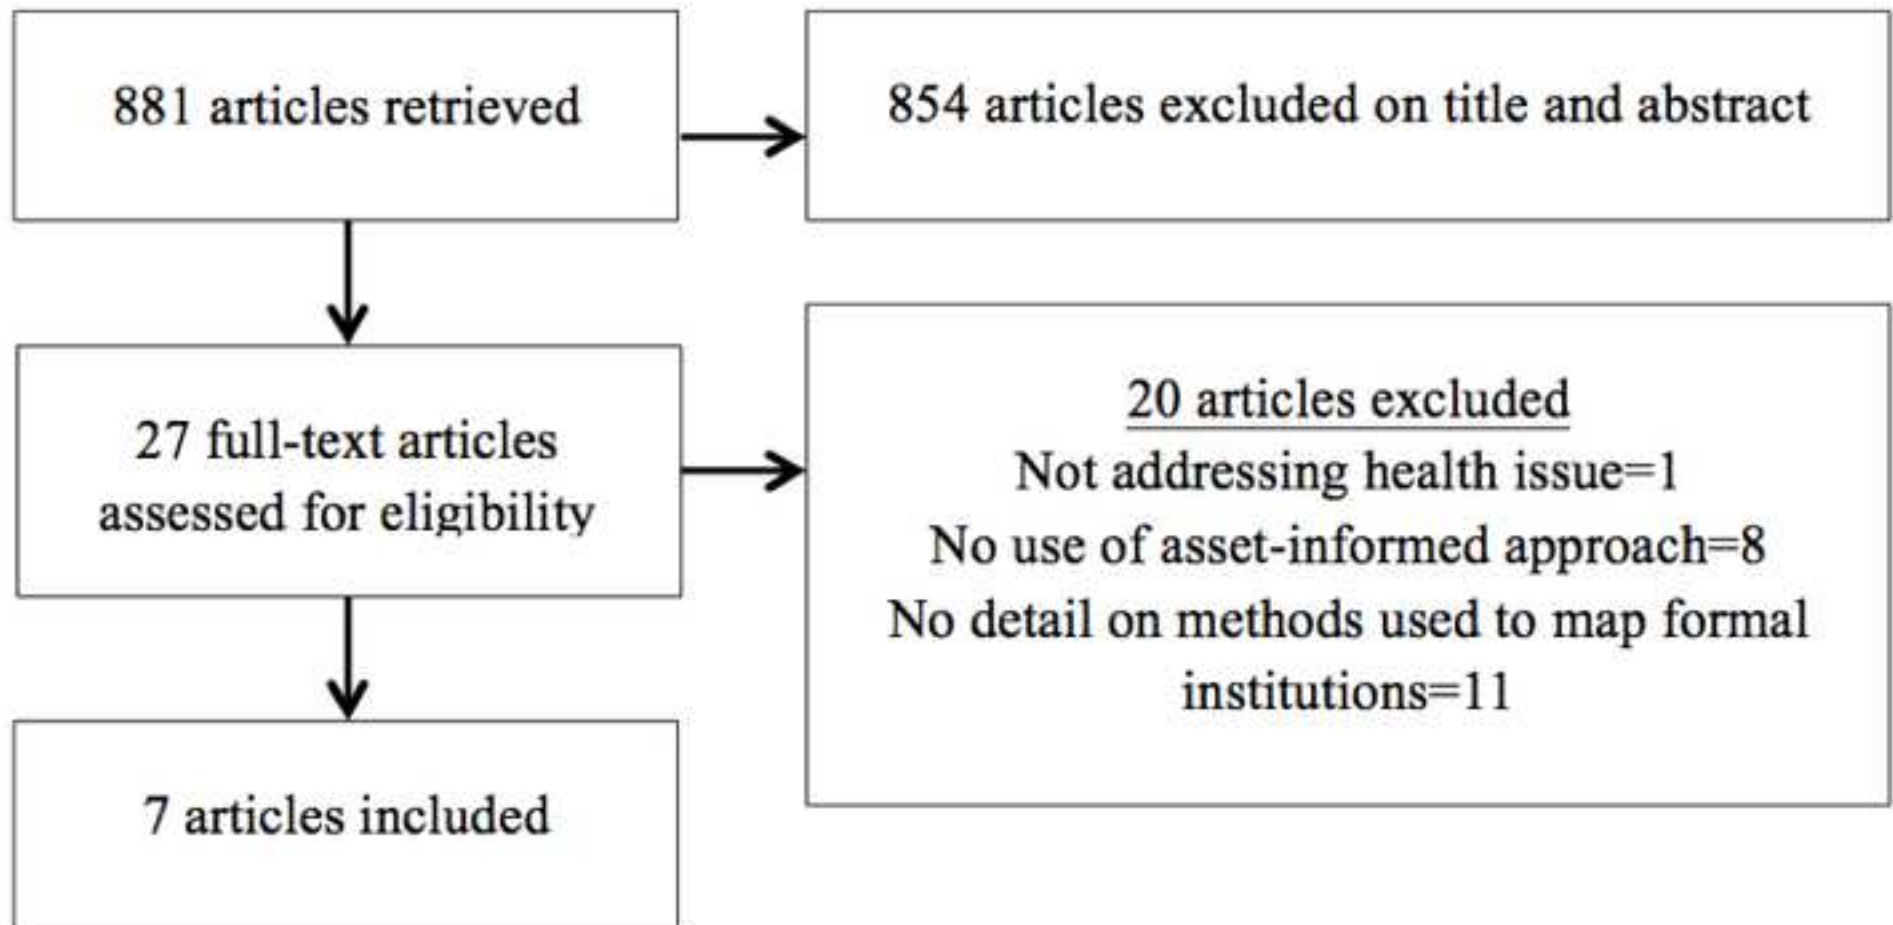 881 articles retrieved
854 articles excluded on title and abstract
27 full-text articles
assessed for eligibility
20 articles excluded
Not addressing health issue=1
No use of asset-informed approach=8
No detail on methods used to map formal
institutions=11
7 articles included